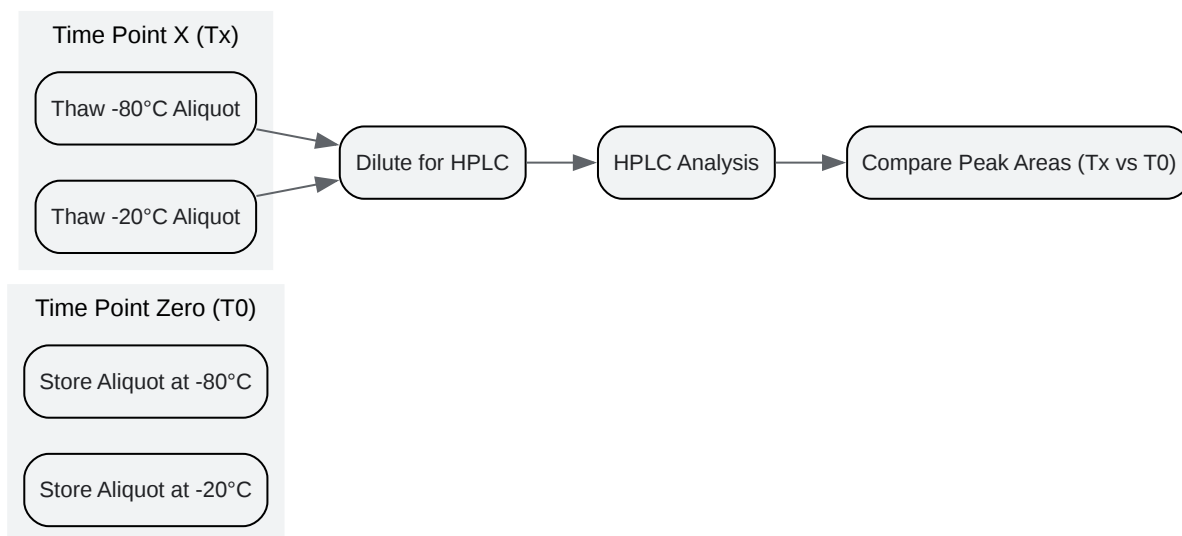 Time Point X (Tx)
Thaw -80°C Aliquot
Thaw -20°C Aliquot
Dilute for HPLC
HPLC Analysis
Compare Peak Areas (Tx vs T0)
Time Point Zero (T0)
Store Aliquot at -80°C
Store Aliquot at -20°C